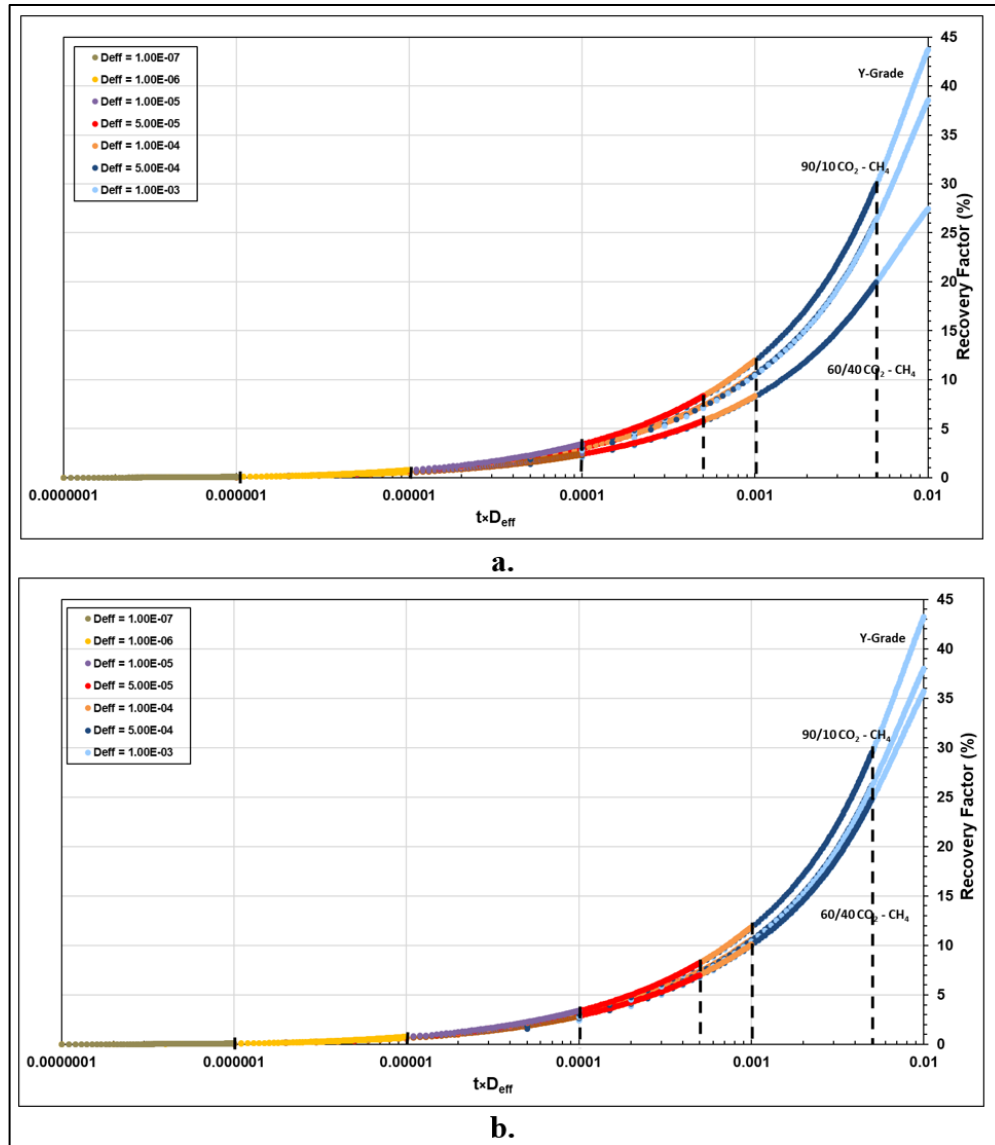 Deff = 1.00E-07
Deff = 1.00E-06
Deff = 1.00E-05
Deff = 5.00E-05
Deff = 1.00E-04
Deff = 5.00E-04
Deff = 1.00E-03
Y-Grade
90/10 CO₂ - CH₄
60/40 CO₂ - CH₄
45
40
35
30
25
20
15
10
5
0
Recovery Factor (%)
0.0000001
0.000001
0.00001
0.0001
0.001
0.01
t×Deff
a.
Deff = 1.00E-07
Deff = 1.00E-06
Deff = 1.00E-05
Deff = 5.00E-05
Deff = 1.00E-04
Deff = 5.00E-04
Deff = 1.00E-03
Y-Grade
90/10 CO₂ - CH₄
60/40 CO₂ - CH₄
45
40
35
30
25
20
15
10
5
0
Recovery Factor (%)
0.0000001
0.000001
0.00001
0.0001
0.001
0.01
t×Deff
b.